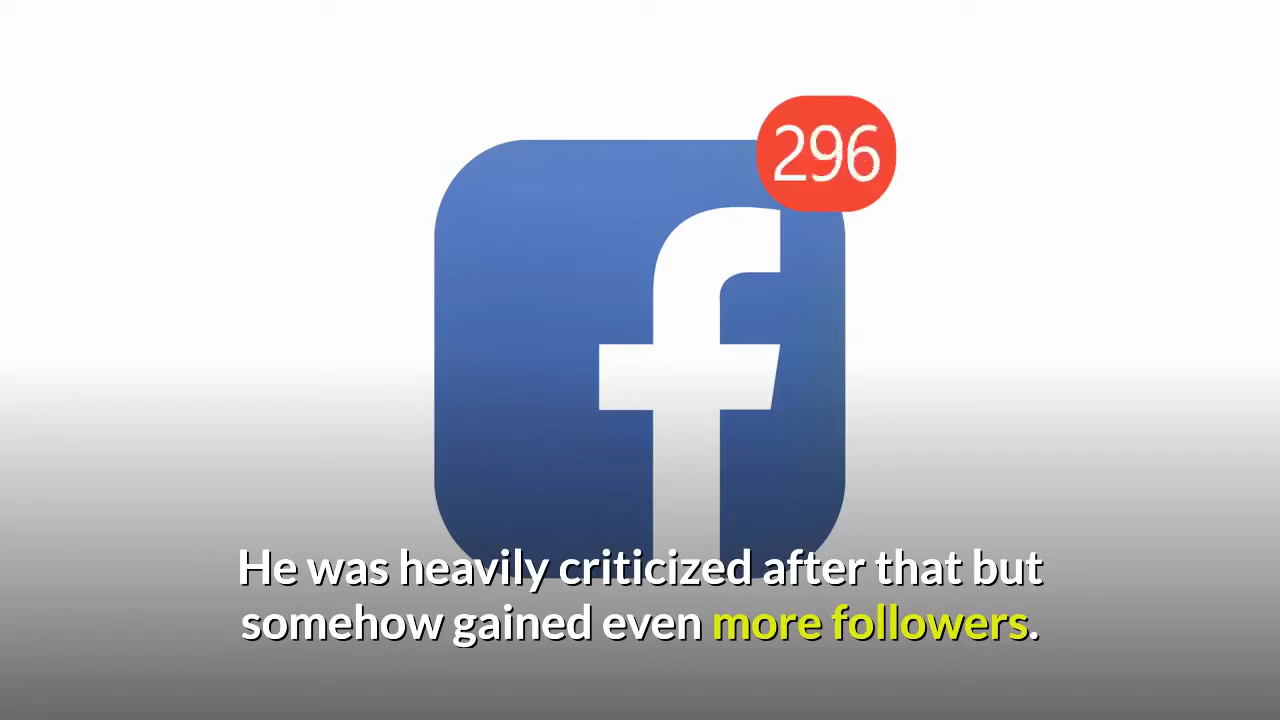 296
f
He was heavily criticized after that but
somehow gained even more followers.